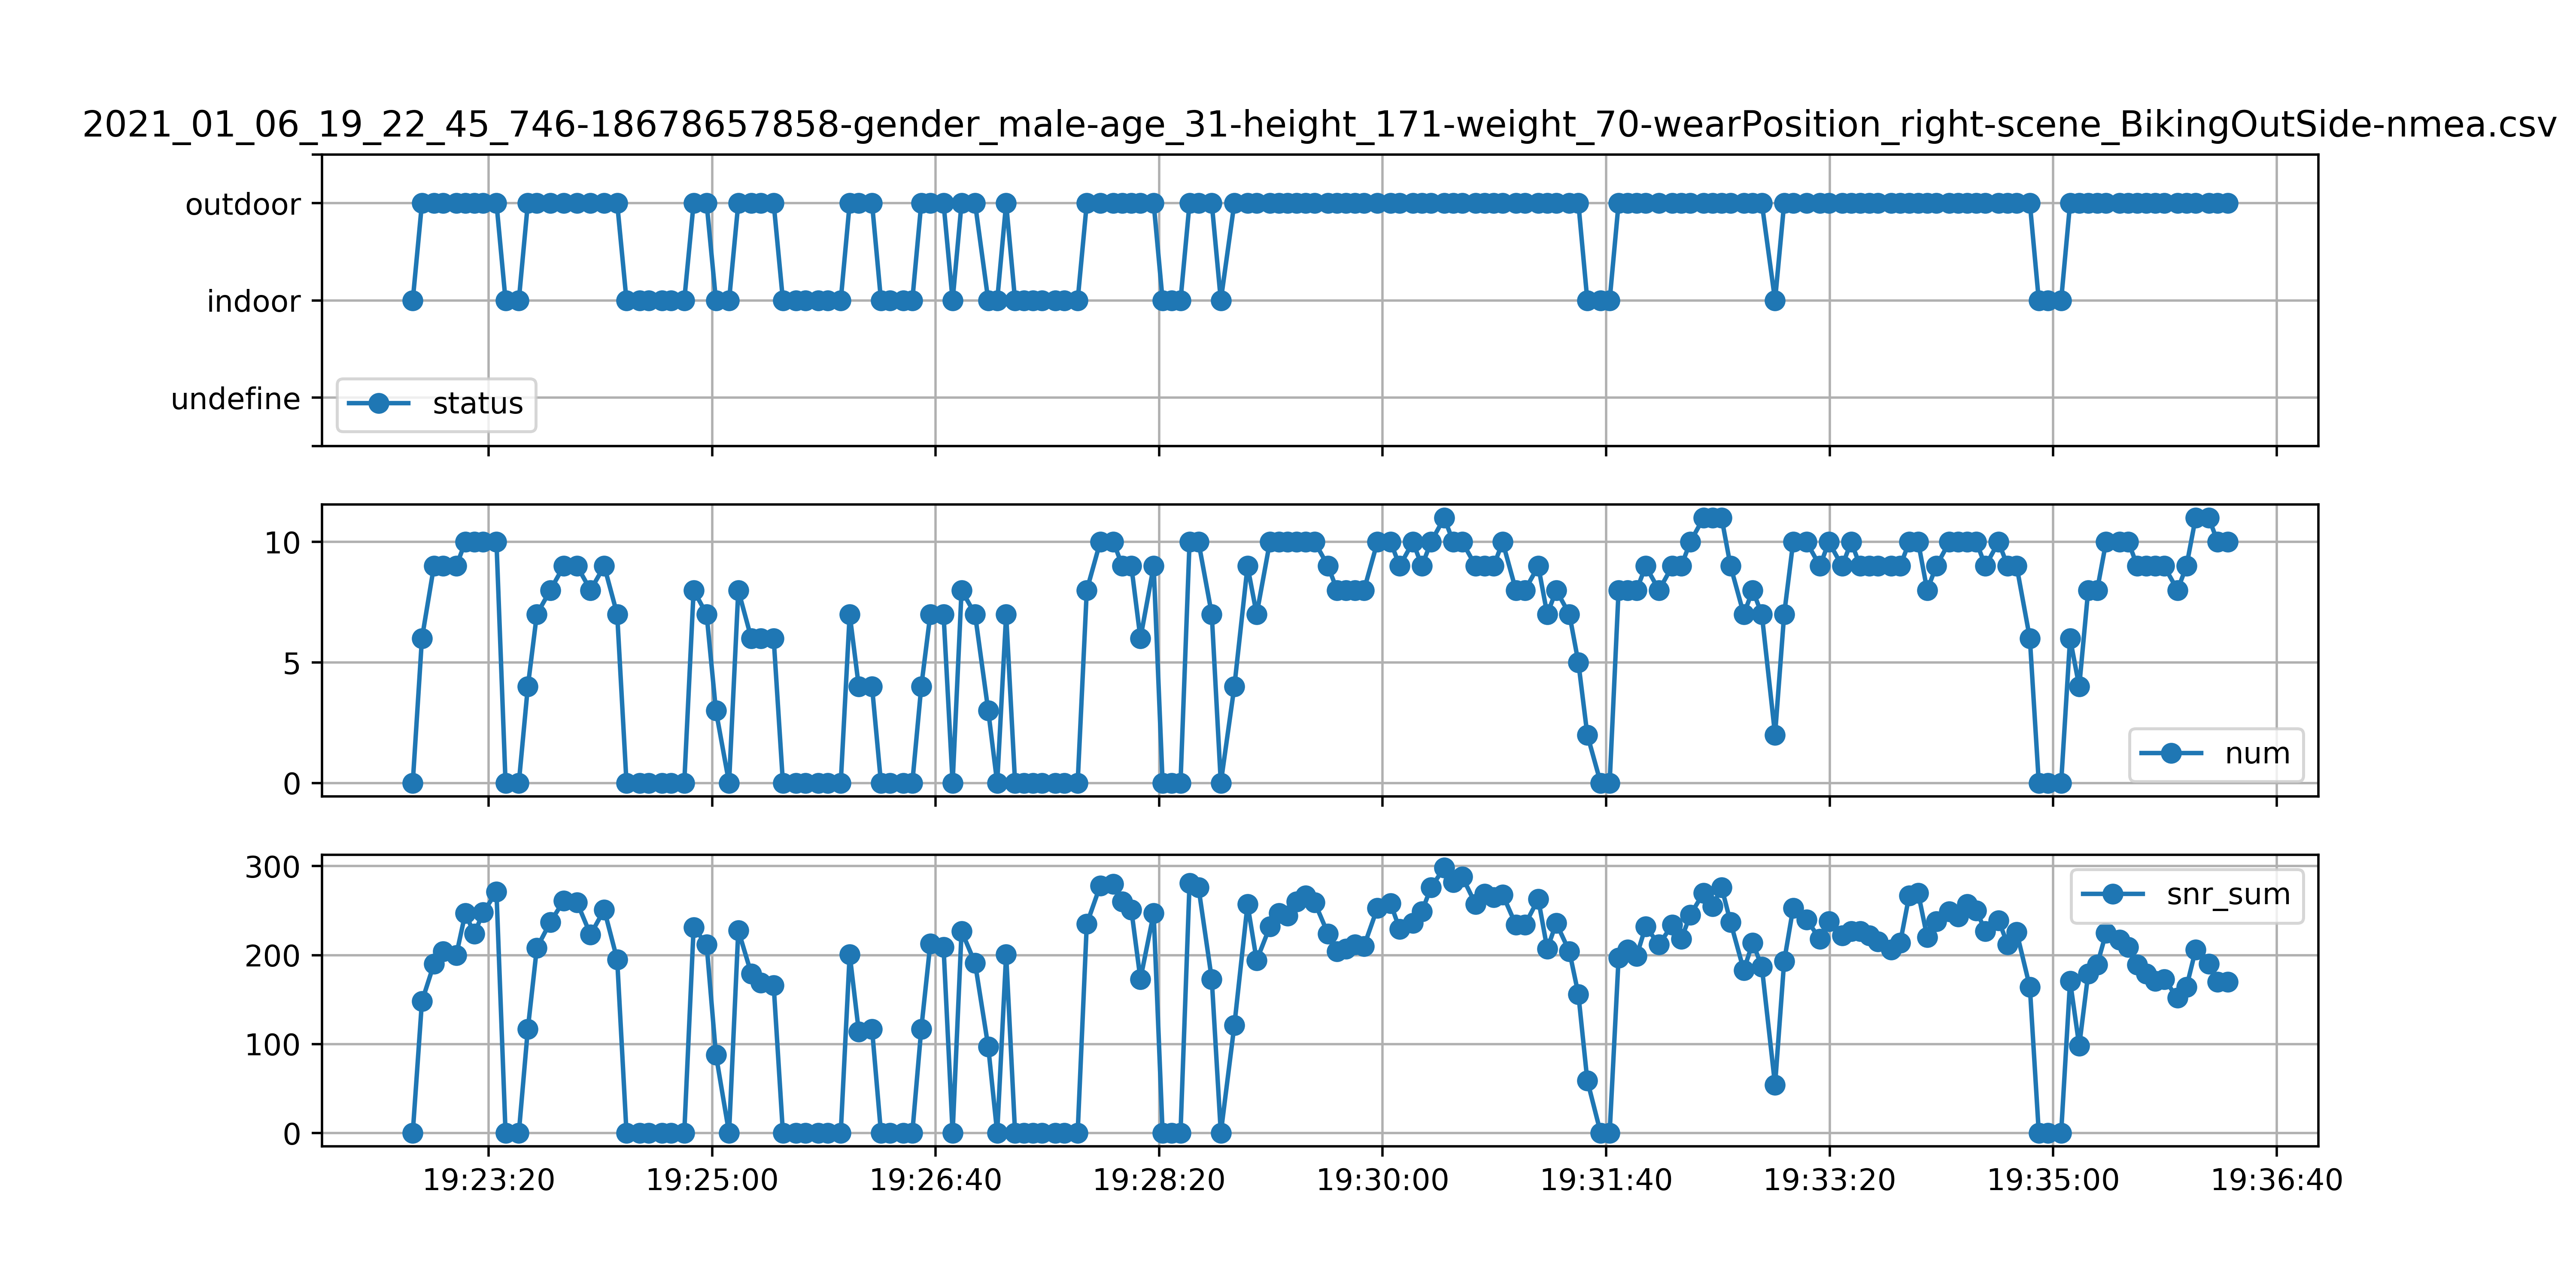 2021_01_06_19_22_45_746-18678657858-gender_male-age_31-height_171-weight_70-wearPosition_right-scene_BikingOutSide-nmea.csv
outdoor
indoor
undefine
status
10
5
0
num
300
200
100
0
snr_sum
19:23:20 19:25:00 19:26:40 19:28:20 19:30:00 19:31:40 19:33:20 19:35:00 19:36:40